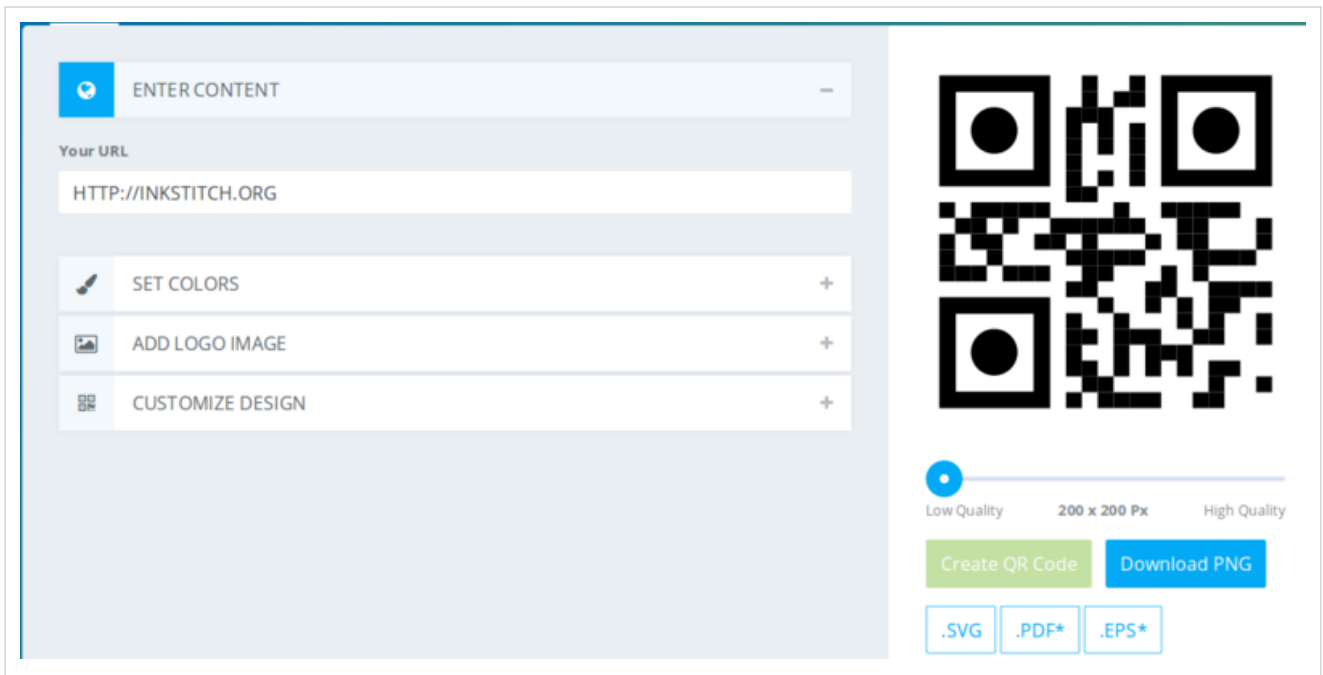 ENTER CONTENT
Your URL
HTTP://INKSTITCH.ORG
SET COLORS
ADD LOGO IMAGE
CUSTOMIZE DESIGN
Low Quality 200 x 200 Px High Quality
Create QR Code Download PNG
.SVG .PDF* .EPS*